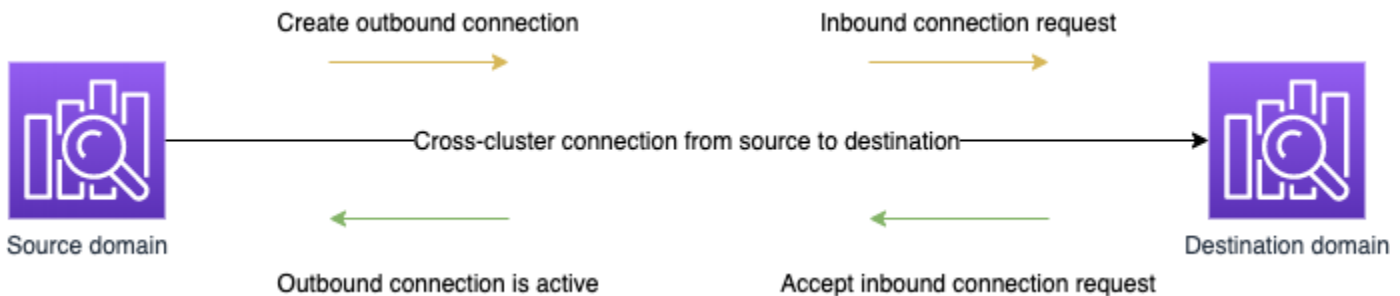 Create outbound connection
Inbound connection request
Cross-cluster connection from source to destination
Source domain
Destination domain
Outbound connection is active
Accept inbound connection request